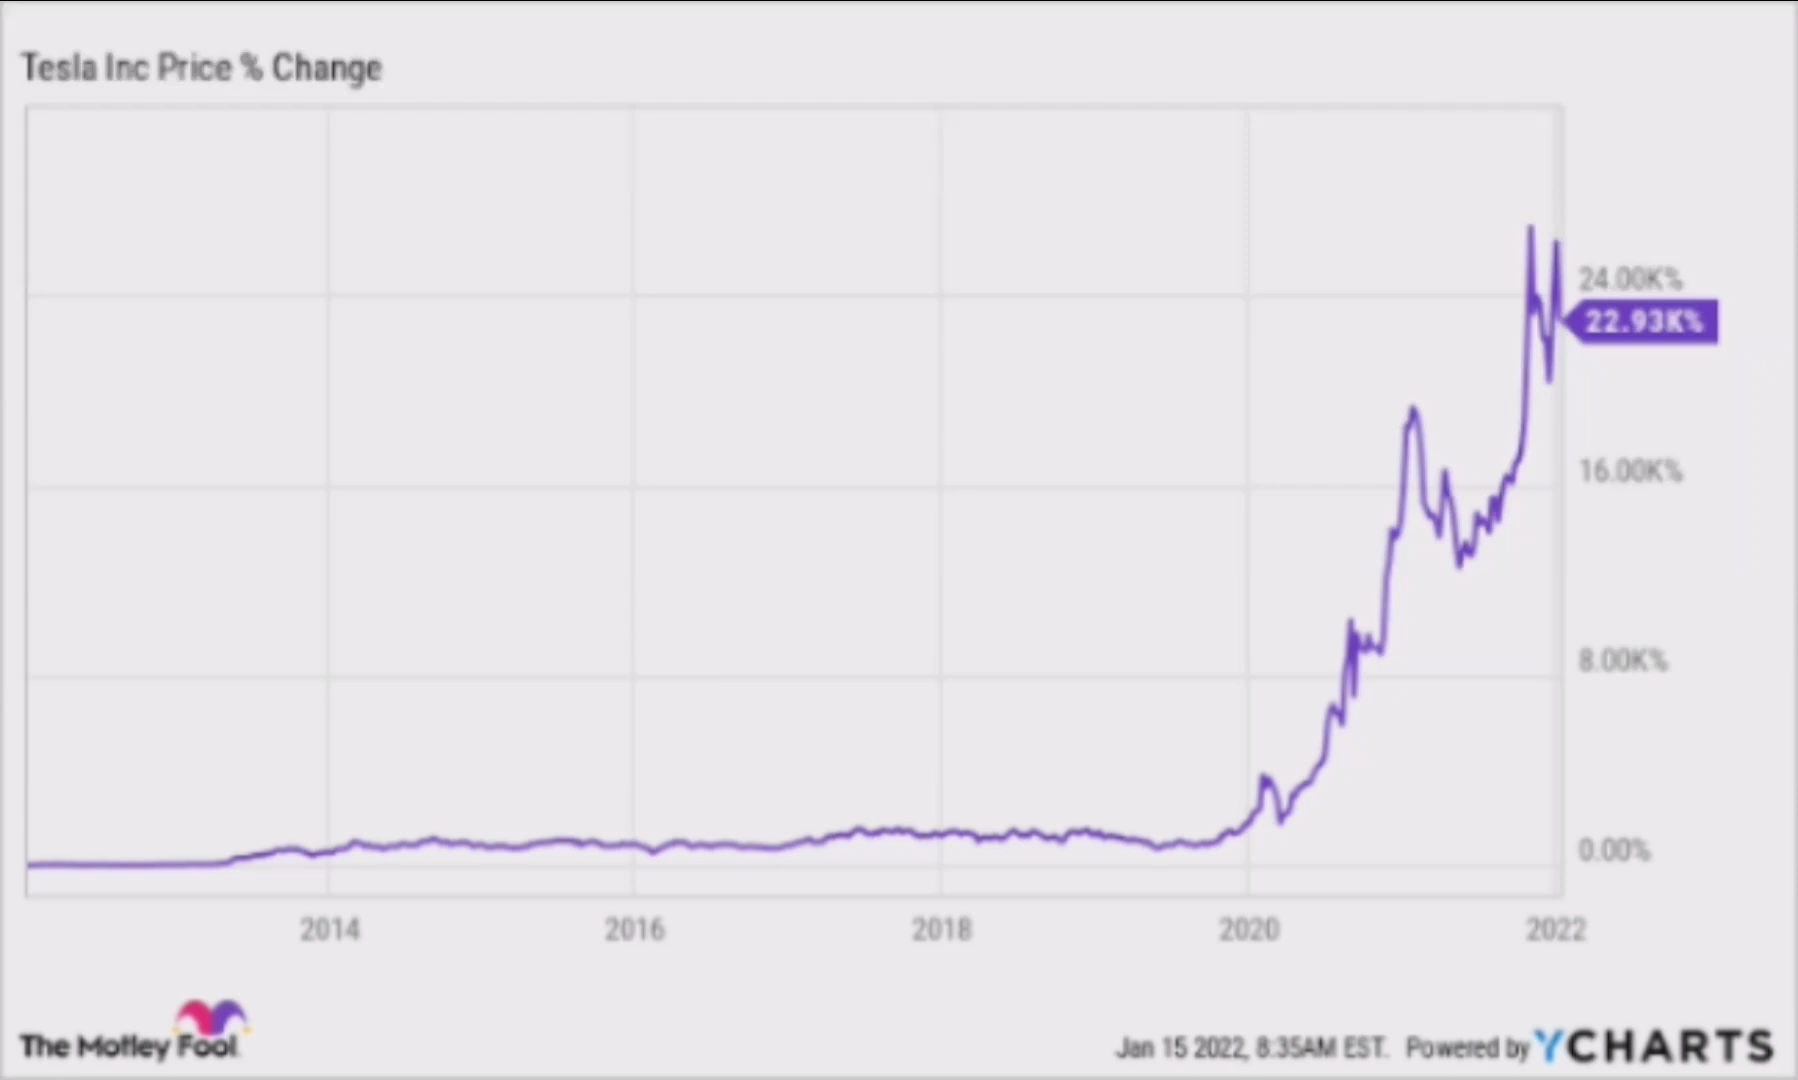 Tesla Inc Price % Change
24.00K%
22.93K%
16.00K%
8.00K%
0.00%
2014 2016 2018 2020 2022
The Motley Fool
Jan 15 2022, 8:35AM EST. Powered by YCHARTS